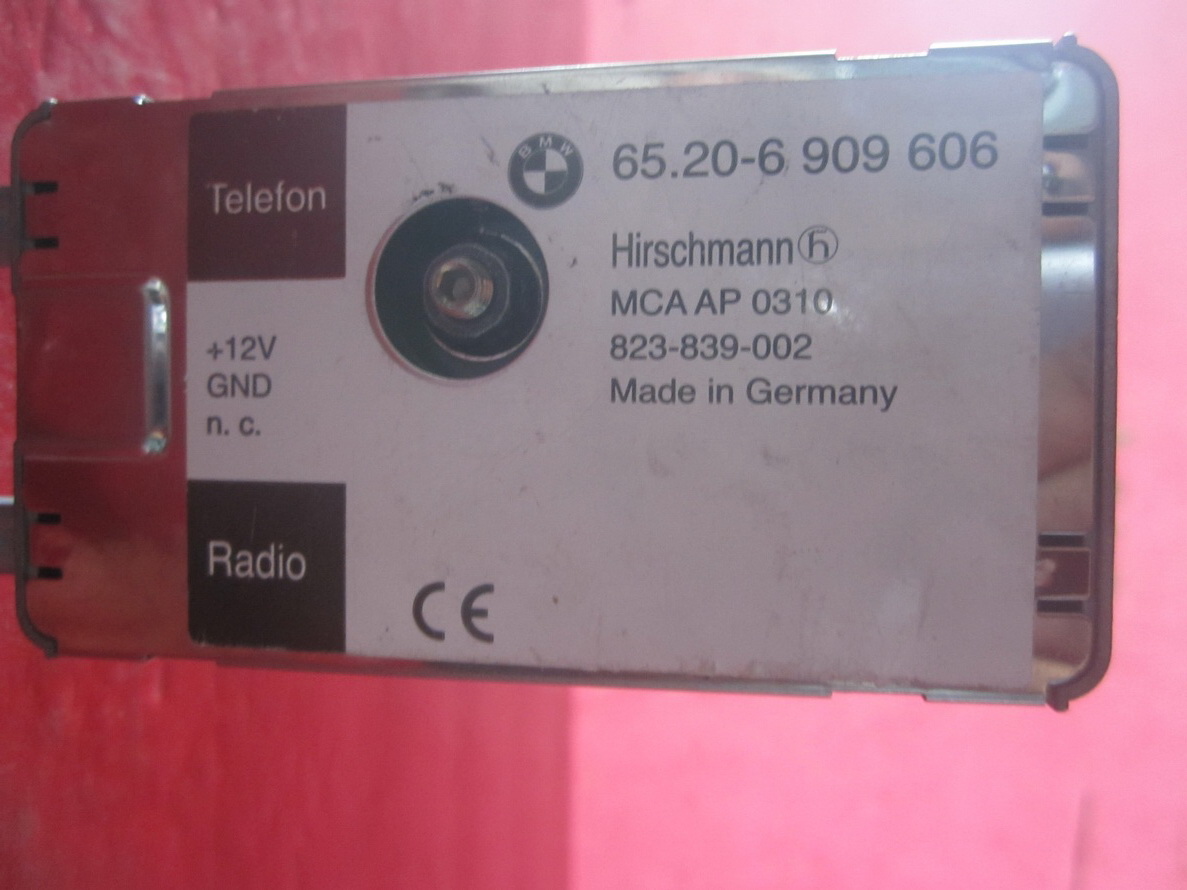 Telefon
BMW
65.20-6 909 606
Hirschmann h
MCA AP 0310
823-839-002
Made in Germany
+12V
GND
n. c.
Radio
CE